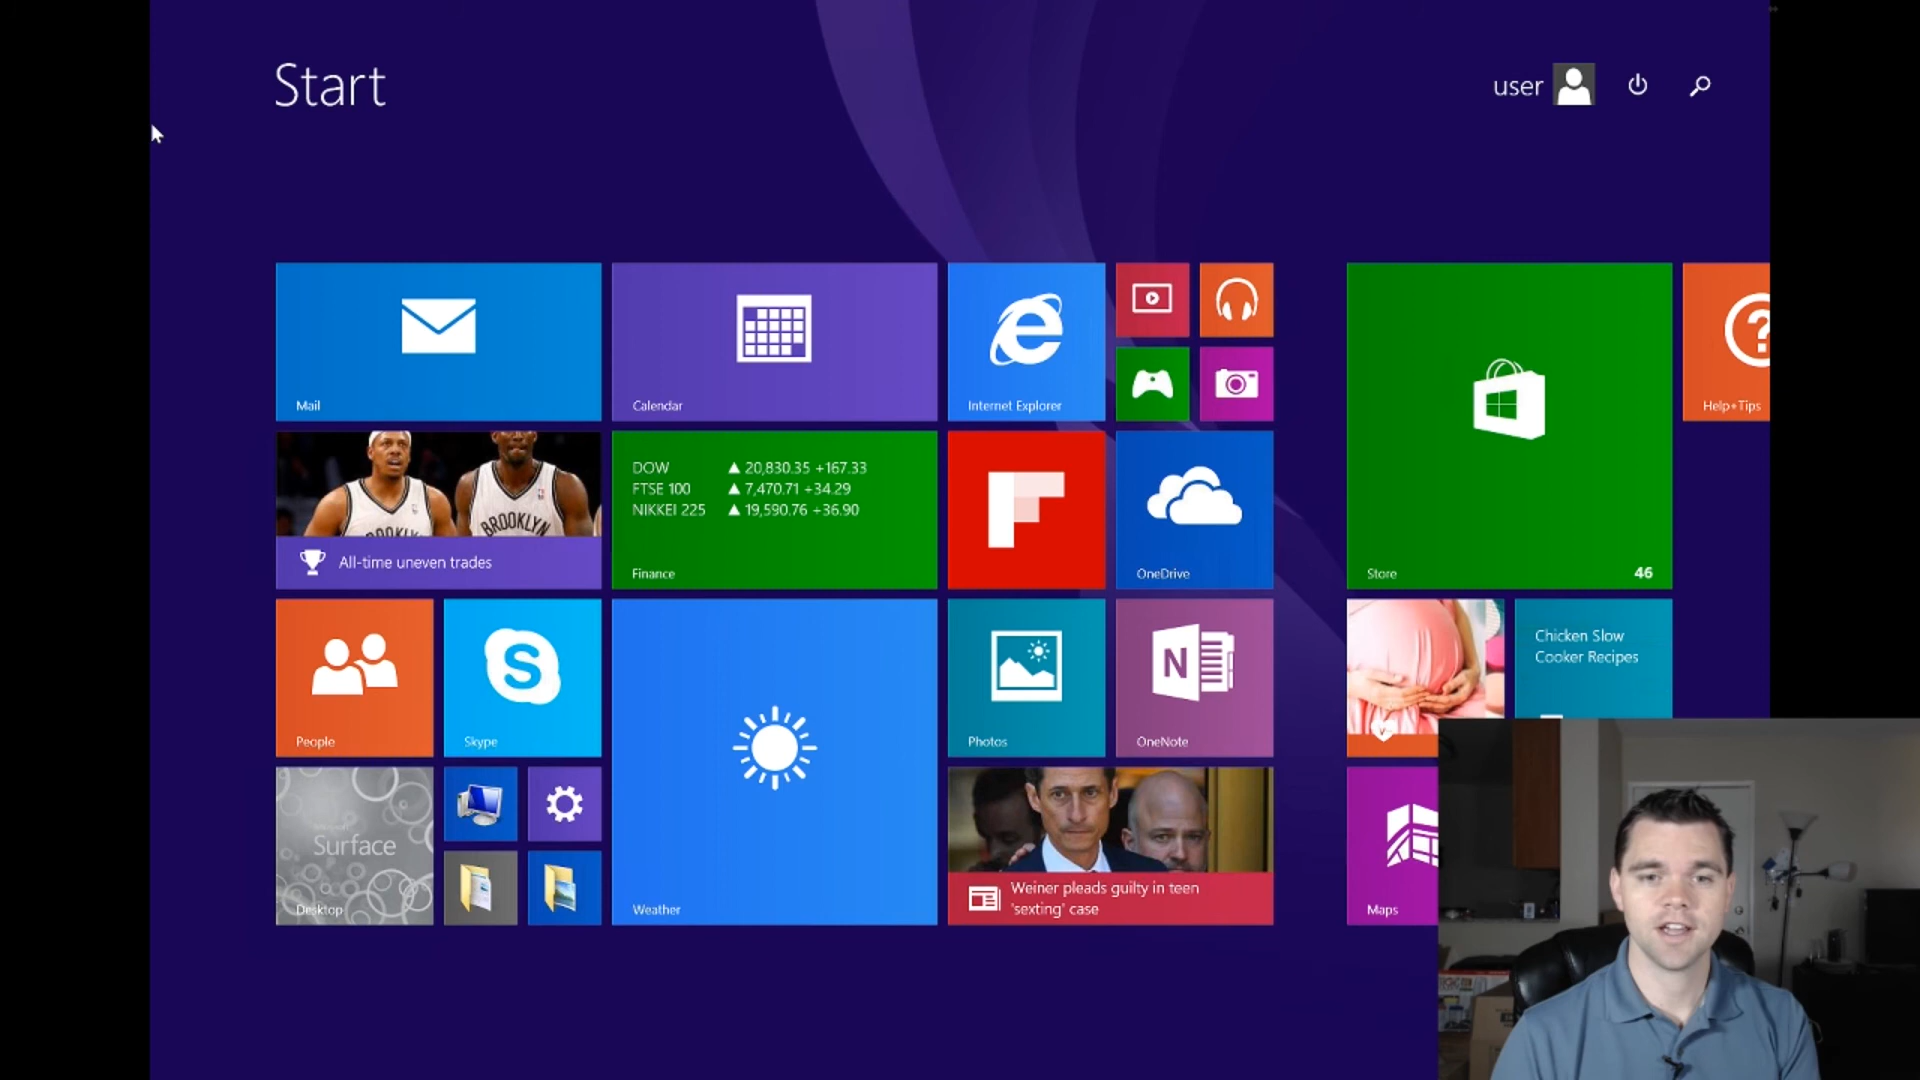 Start
user
Mail
Calendar
Internet Explorer
Help+Tips
BROOKLYN
All-time uneven trades
DOW ▲ 20,830.35 +167.33
FTSE 100 ▲ 7,470.71 +34.29
NIKKEI 225 ▲ 19,590.76 +36.90
Finance
OneDrive
Store 46
People
Skype
Weather
Photos
OneNote
Chicken Slow
Cooker Recipes
Surface
Desktop
Weiner pleads guilty in teen
'sexting' case
Maps